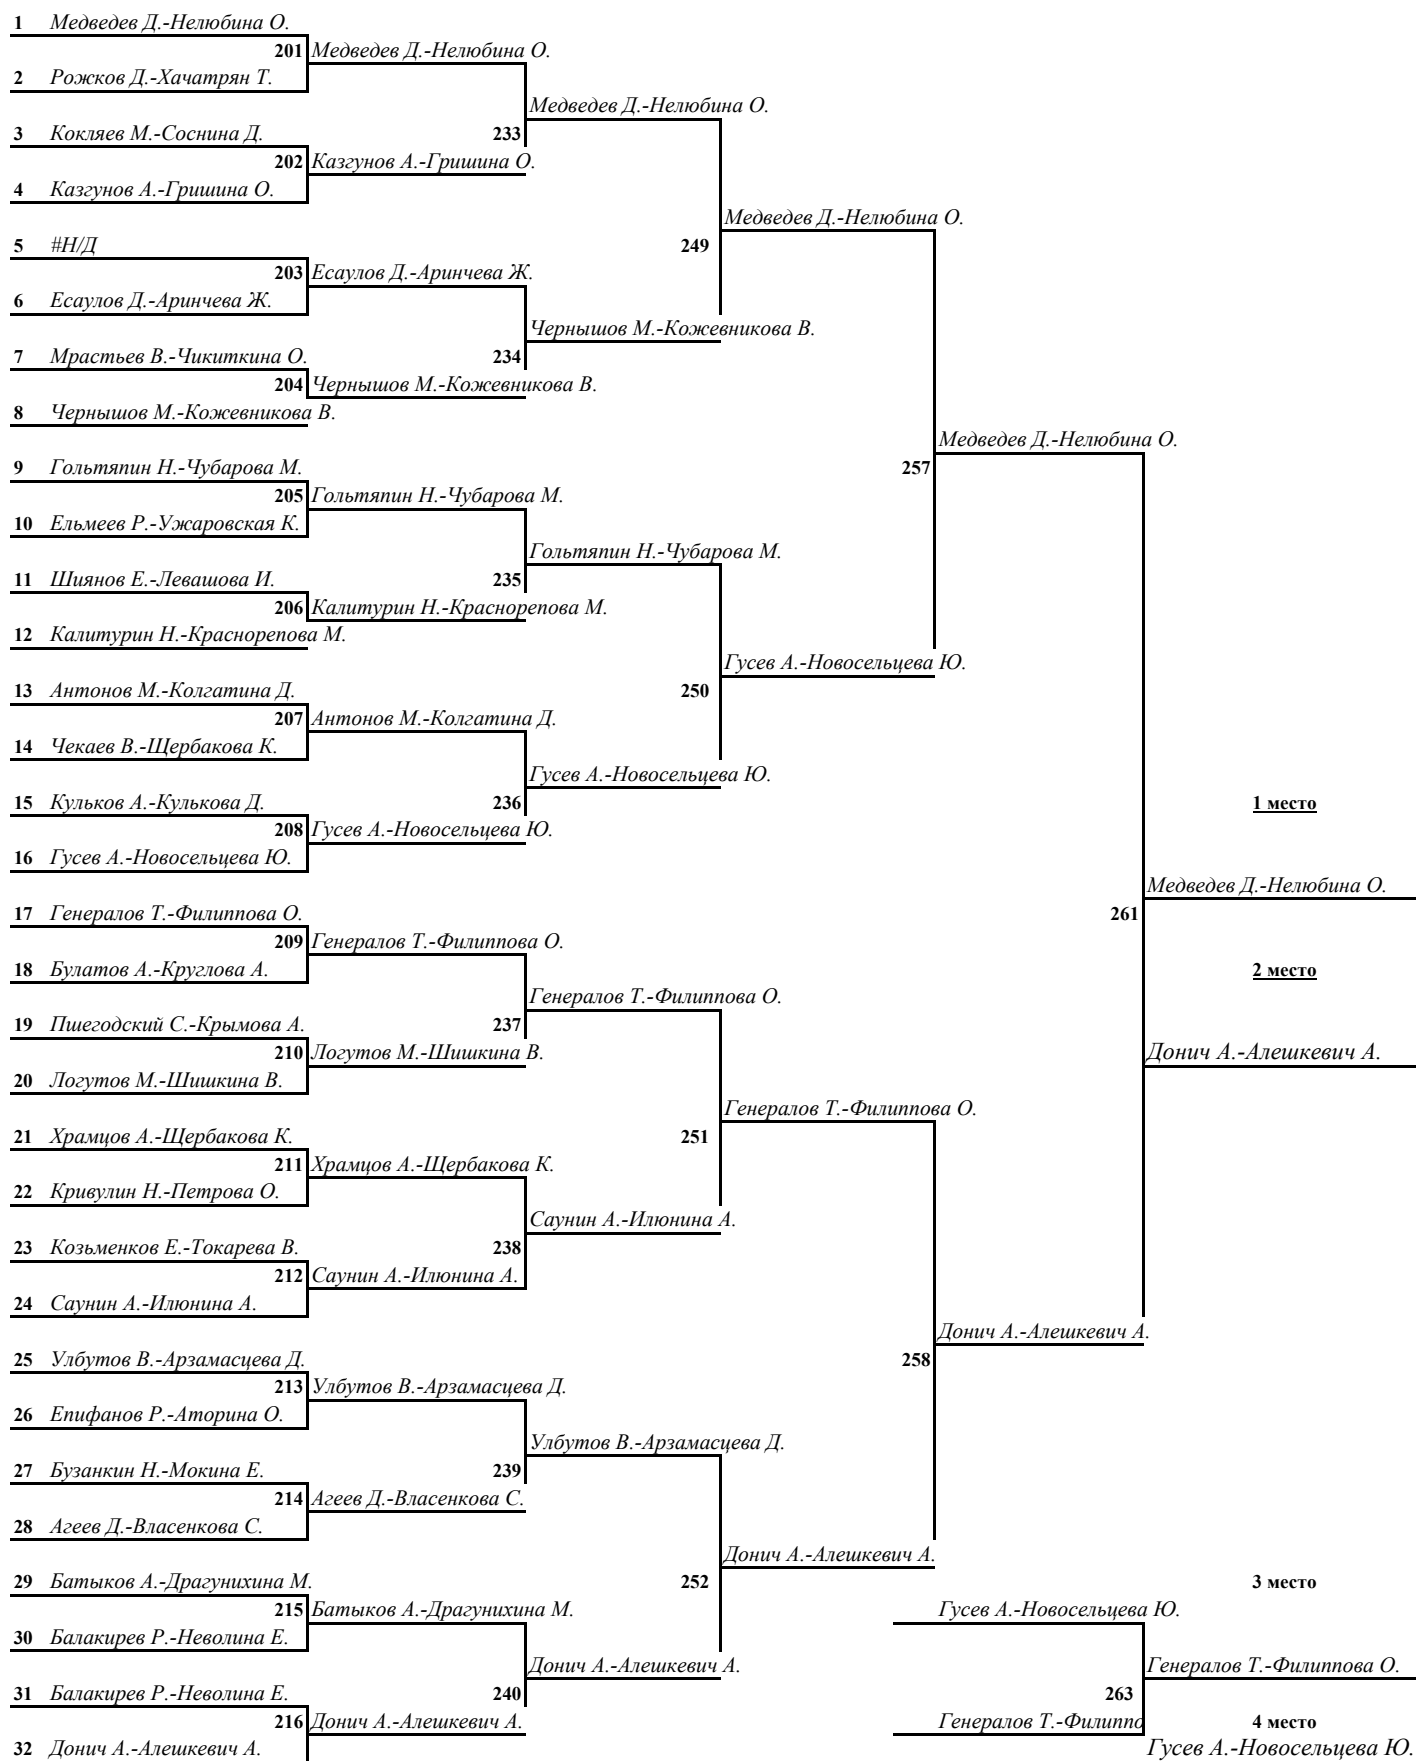 1 Медведев Д.-Нелюбина О.
201 Медведев Д.-Нелюбина О.
2 Рожков Д.-Хачатрян Т.
Медведев Д.-Нелюбина О.
3 Кокляев М.-Соснина Д.
233
202 Казгунов А.-Гришина О.
4 Казгунов А.-Гришина О.
Медведев Д.-Нелюбина О.
5 #Н/Д
249
203 Есаулов Д.-Аринчева Ж.
6 Есаулов Д.-Аринчева Ж.
Чернышов М.-Кожевникова В.
7 Мрастьев В.-Чикиткина О.
234
204 Чернышов М.-Кожевникова В.
8 Чернышов М.-Кожевникова В.
Медведев Д.-Нелюбина О.
9 Гольтяпин Н.-Чубарова М.
257
205 Гольтяпин Н.-Чубарова М.
10 Ельмеев Р.-Ужаровская К.
Гольтяпин Н.-Чубарова М.
11 Шиянов Е.-Левашова И.
235
206 Калитурин Н.-Краснорепова М.
12 Калитурин Н.-Краснорепова М.
Гусев А.-Новосельцева Ю.
13 Антонов М.-Колгатина Д.
250
207 Антонов М.-Колгатина Д.
14 Чекаев В.-Щербакова К.
Гусев А.-Новосельцева Ю.
15 Кульков А.-Кулькова Д.
236
1 место
208 Гусев А.-Новосельцева Ю.
16 Гусев А.-Новосельцева Ю.
Медведев Д.-Нелюбина О.
17 Генералов Т.-Филиппова О.
261
209 Генералов Т.-Филиппова О.
18 Булатов А.-Круглова А.
2 место
Генералов Т.-Филиппова О.
19 Пшегодский С.-Крымова А.
237
210 Логутов М.-Шишкина В.
Донич А.-Алешкевич А.
20 Логутов М.-Шишкина В.
Генералов Т.-Филиппова О.
21 Храмцов А.-Щербакова К.
251
211 Храмцов А.-Щербакова К.
22 Кривулин Н.-Петрова О.
Саунин А.-Илюнина А.
23 Козьменков Е.-Токарева В.
238
212 Саунин А.-Илюнина А.
24 Саунин А.-Илюнина А.
Донич А.-Алешкевич А.
25 Улбутов В.-Арзамасцева Д.
258
213 Улбутов В.-Арзамасцева Д.
26 Епифанов Р.-Аторина О.
Улбутов В.-Арзамасцева Д.
27 Бузанкин Н.-Мокина Е.
239
214 Агеев Д.-Власенкова С.
28 Агеев Д.-Власенкова С.
Донич А.-Алешкевич А.
29 Батыков А.-Драгунихина М.
252
3 место
215 Батыков А.-Драгунихина М.
Гусев А.-Новосельцева Ю.
30 Балакирев Р.-Неволина Е.
Донич А.-Алешкевич А.
Генералов Т.-Филиппова О.
31 Балакирев Р.-Неволина Е.
240
263
216 Донич А.-Алешкевич А.
Генералов Т.-Филиппо
4 место
32 Донич А.-Алешкевич А.
Гусев А.-Новосельцева Ю.